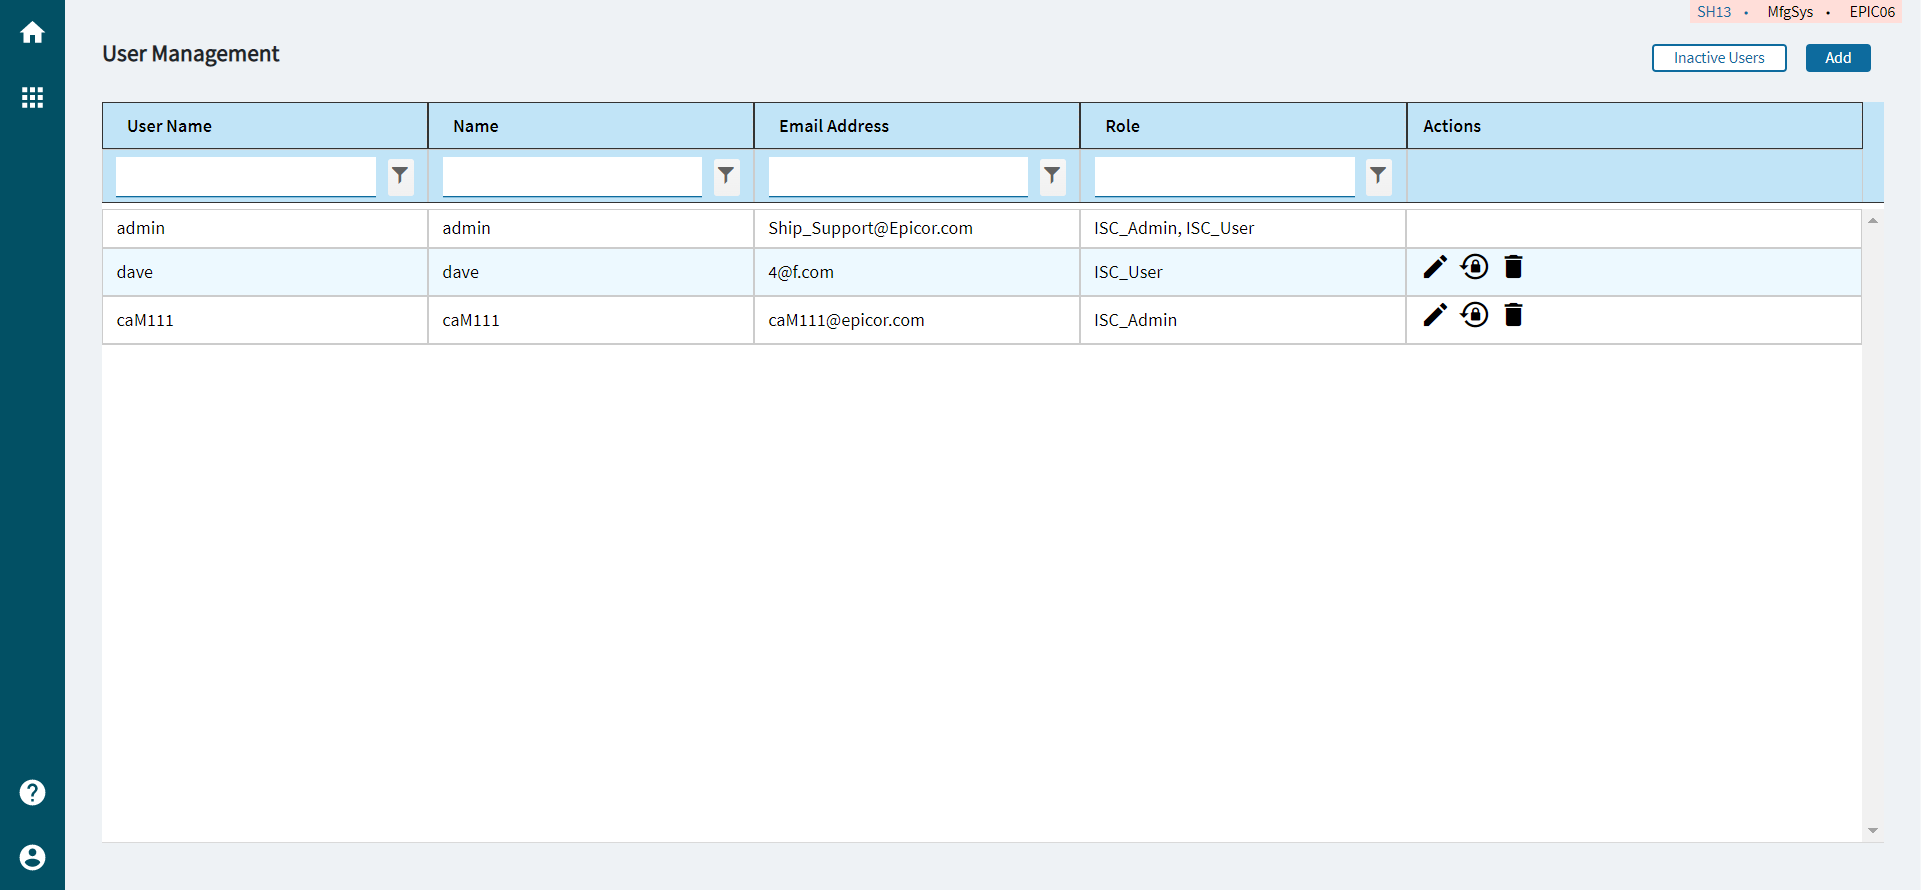 SH13 • MfgSys • EPIC06
User Management
Inactive Users Add
User Name Name Email Address Role Actions
admin admin Ship_Support@Epicor.com ISC_Admin, ISC_User
dave dave 4@f.com ISC_User
caM111 caM111 caM111@epicor.com ISC_Admin